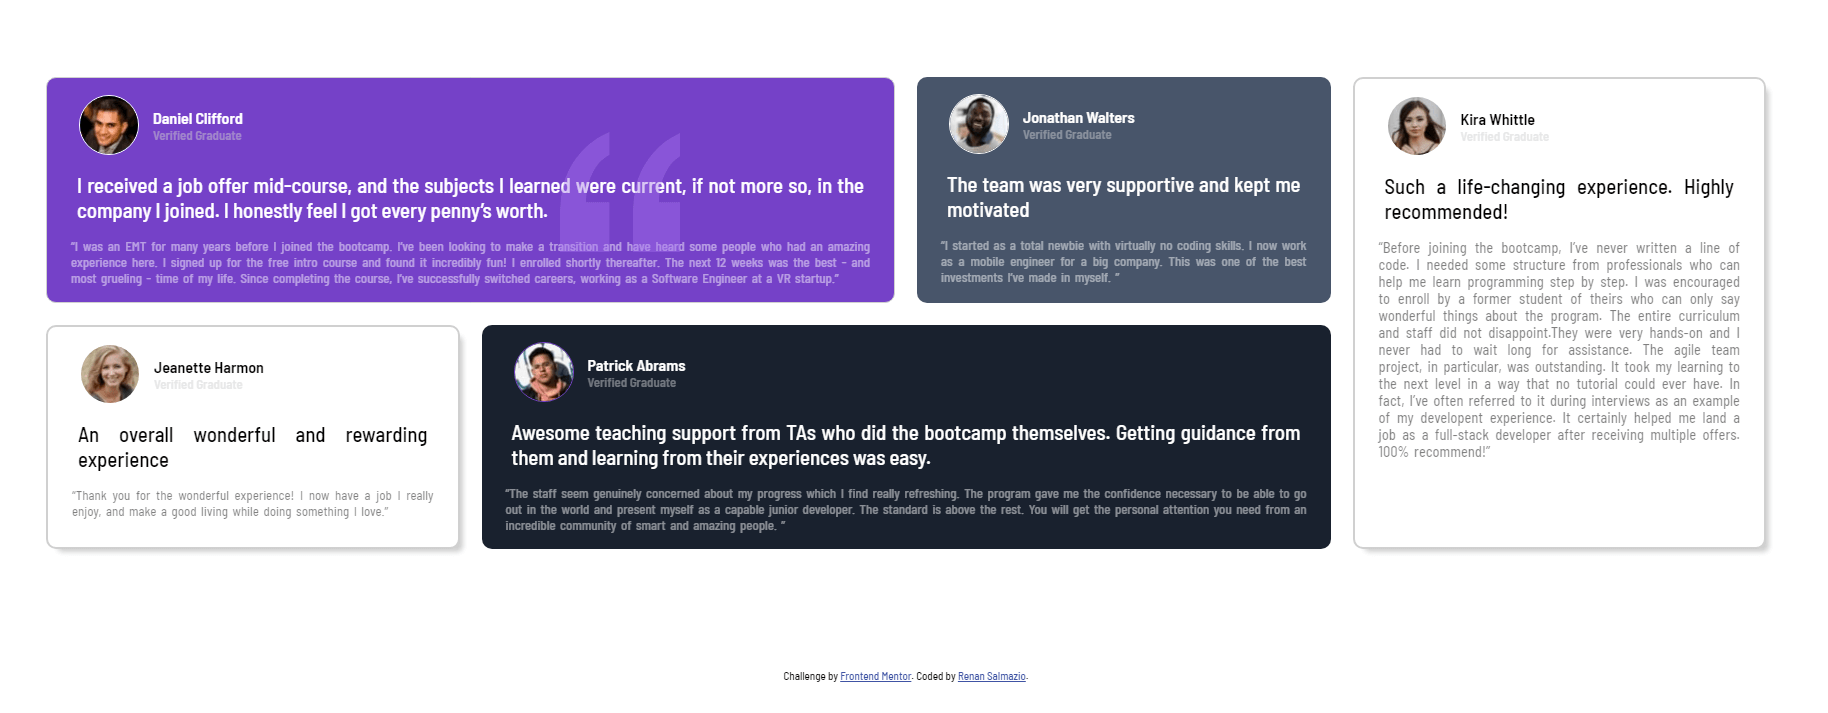 Daniel Clifford
Verified Graduate
I received a job offer mid-course, and the subjects I learned were current, if not more so, in the
company I joined. I honestly feel I got every penny’s worth.
“I was an EMT for many years before I joined the bootcamp. I’ve been looking to make a transition and have heard some people who had an amazing
experience here. I signed up for the free intro course and found it incredibly fun! I enrolled shortly thereafter. The next 12 weeks was the best - and
most grueling - time of my life. Since completing the course, I’ve successfully switched careers, working as a Software Engineer at a VR startup.”
Jonathan Walters
Verified Graduate
The team was very supportive and kept me
motivated
“I started as a total newbie with virtually no coding skills. I now work
as a mobile engineer for a big company. This was one of the best
investments I’ve made in myself. ”
Kira Whittle
Verified Graduate
Such a life-changing experience. Highly
recommended!
“Before joining the bootcamp, I’ve never written a line of
code. I needed some structure from professionals who can
help me learn programming step by step. I was encouraged
to enroll by a former student of theirs who can only say
wonderful things about the program. The entire curriculum
and staff did not disappoint.They were very hands-on and I
never had to wait long for assistance. The agile team
project, in particular, was outstanding. It took my learning to
the next level in a way that no tutorial could ever have. In
fact, I’ve often referred to it during interviews as an example
of my developent experience. It certainly helped me land a
job as a full-stack developer after receiving multiple offers.
100% recommend!”
Jeanette Harmon
Verified Graduate
An overall wonderful and rewarding
experience
“Thank you for the wonderful experience! I now have a job I really
enjoy, and make a good living while doing something I love.”
Patrick Abrams
Verified Graduate
Awesome teaching support from TAs who did the bootcamp themselves. Getting guidance from
them and learning from their experiences was easy.
“The staff seem genuinely concerned about my progress which I find really refreshing. The program gave me the confidence necessary to be able to go
out in the world and present myself as a capable junior developer. The standard is above the rest. You will get the personal attention you need from an
incredible community of smart and amazing people. ”
Challenge by Frontend Mentor. Coded by Renan Salmazio.